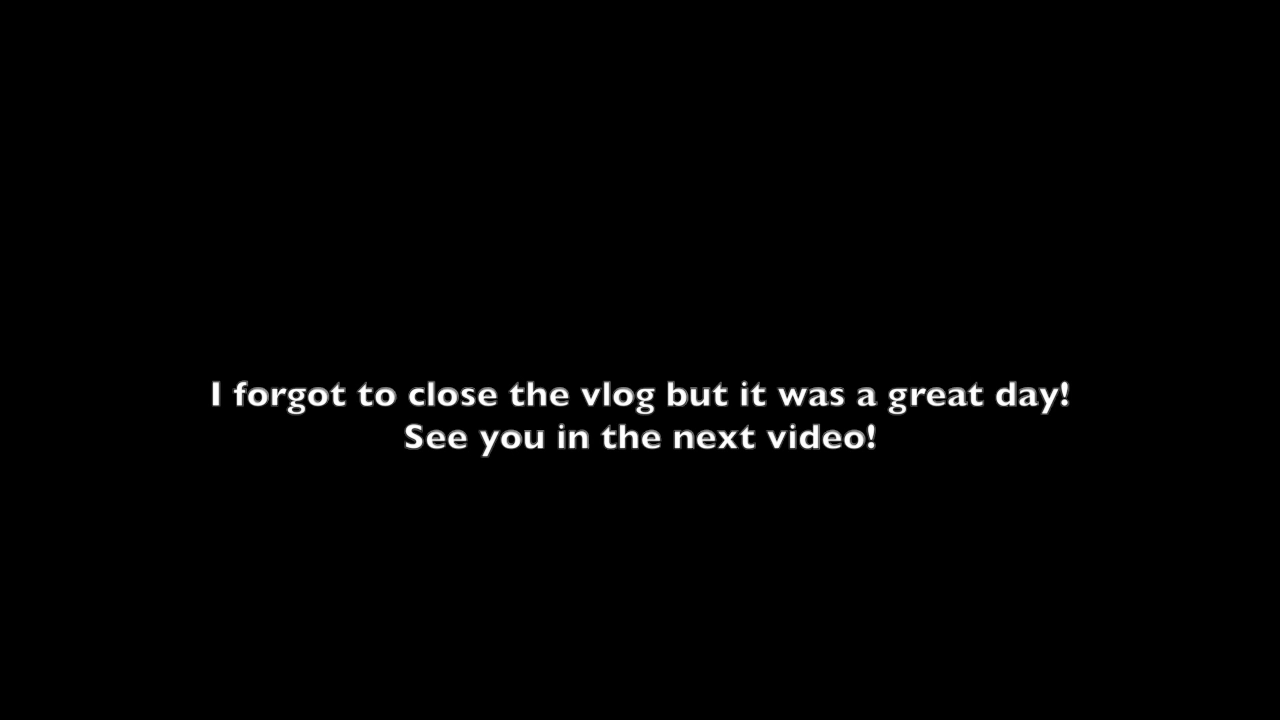 I forgot to close the vlog but it was a great day!
See you in the next video!